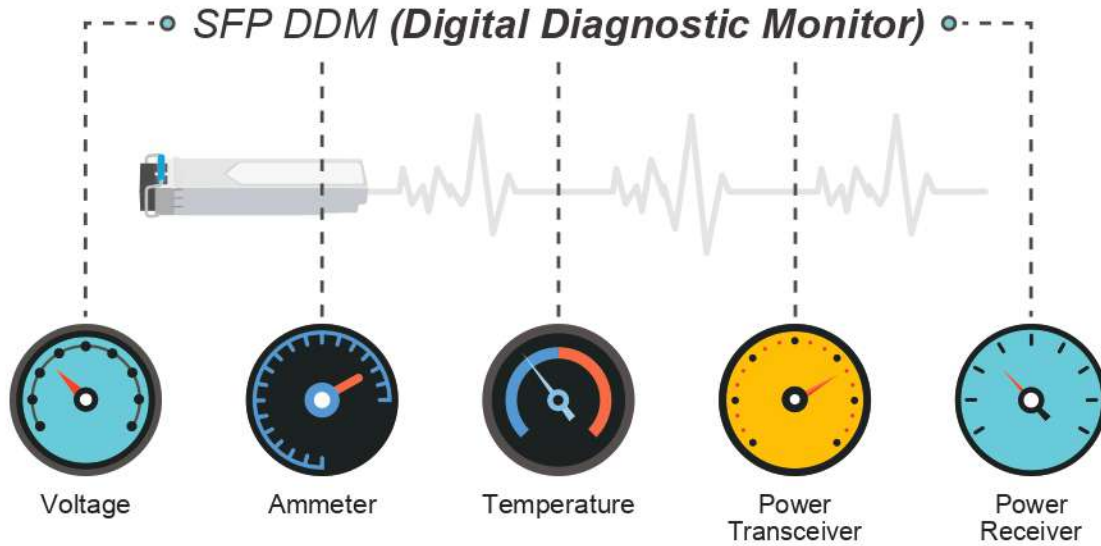 SFP DDM (Digital Diagnostic Monitor)
Voltage
Ammeter
Temperature
Power
Transceiver
Power
Receiver